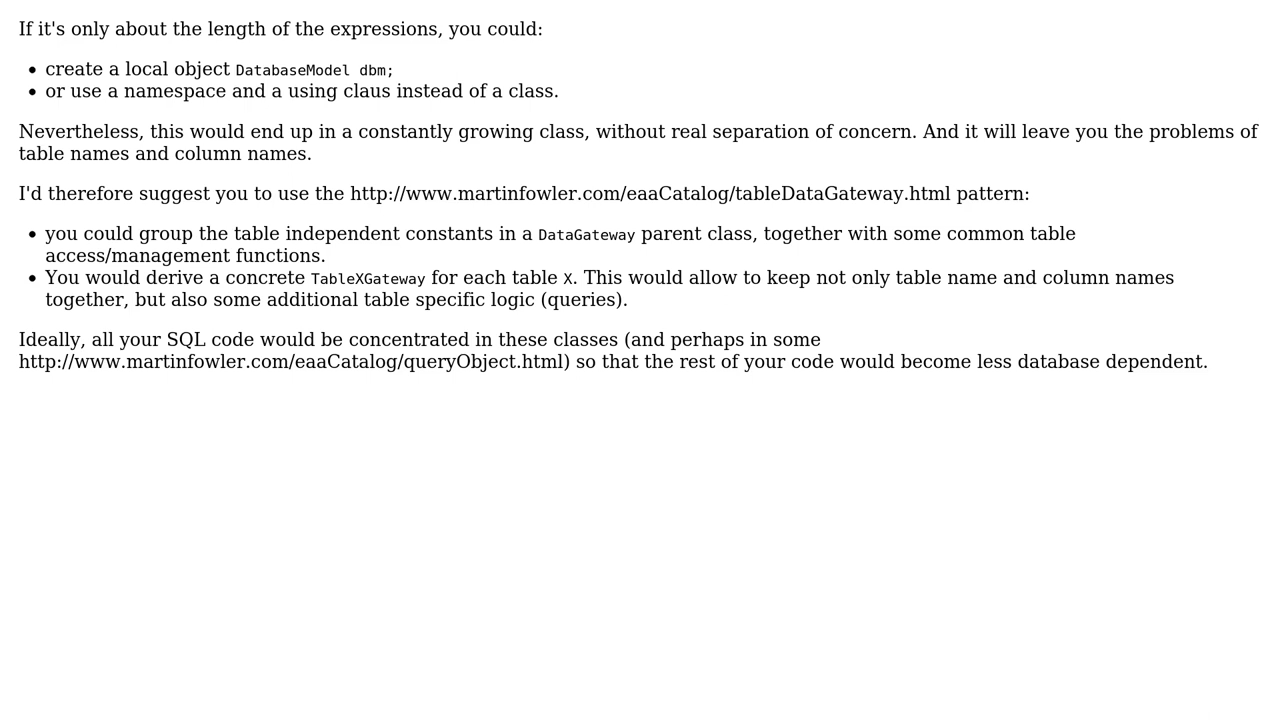 If it's only about the length of the expressions, you could:
• create a local object DatabaseModel dbm;
• or use a namespace and a using claus instead of a class.
Nevertheless, this would end up in a constantly growing class, without real separation of concern. And it will leave you the problems of
table names and column names.
I'd therefore suggest you to use the http://www.martinfowler.com/eaaCatalog/tableDataGateway.html pattern:
• you could group the table independent constants in a DataGateway parent class, together with some common table
access/management functions.
• You would derive a concrete TableXGateway for each table X. This would allow to keep not only table name and column names
together, but also some additional table specific logic (queries).
Ideally, all your SQL code would be concentrated in these classes (and perhaps in some
http://www.martinfowler.com/eaaCatalog/queryObject.html) so that the rest of your code would become less database dependent.